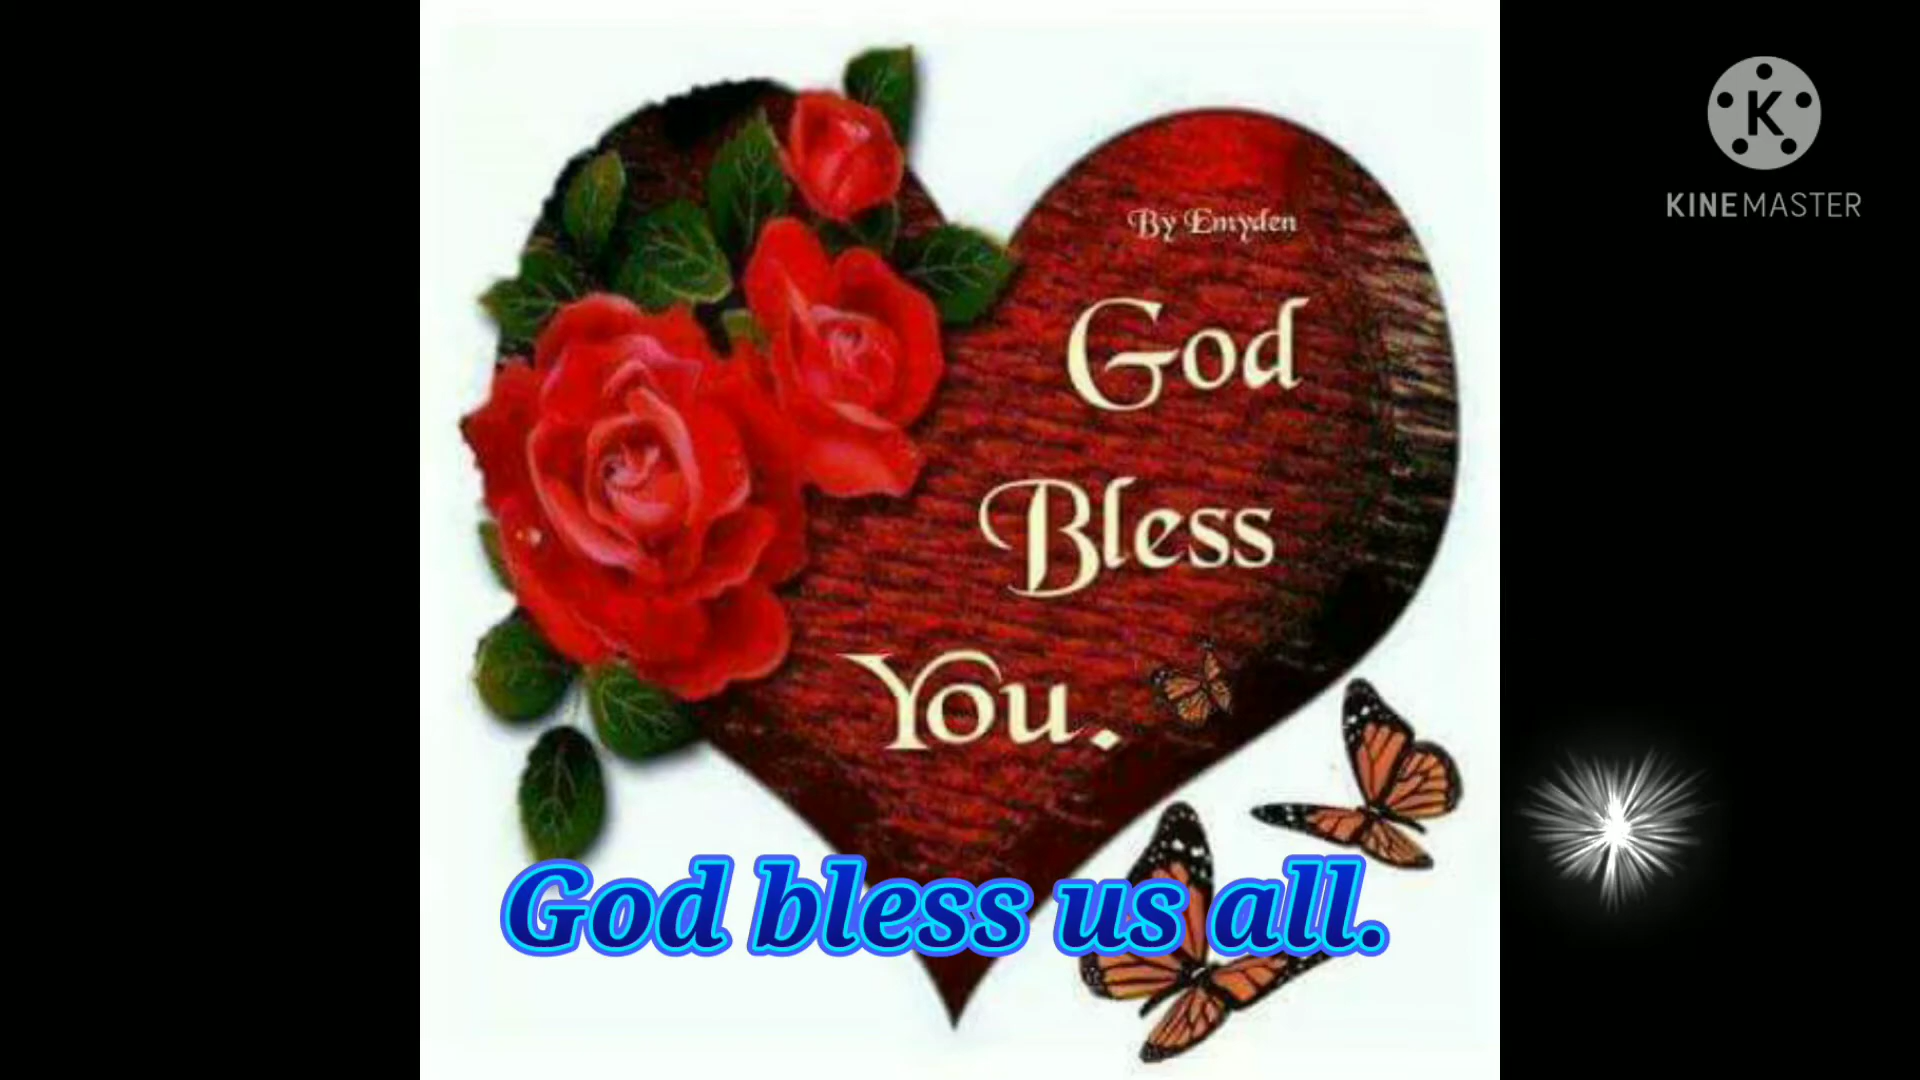 By Emyden
God
Bless
You.
God bless us all.
K
KINEMASTER